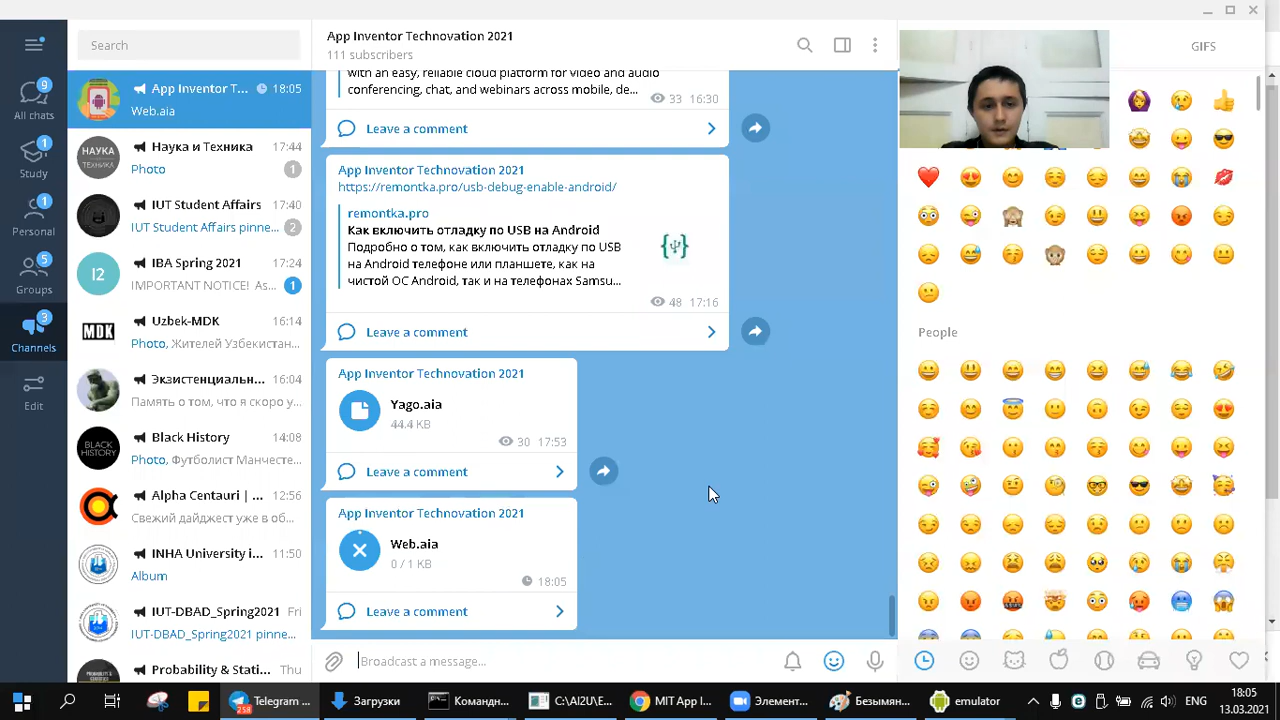 Search
App Inventor Technovation 2021
111 subscribers
GIFS
9
All chats
1
Study
1
Personal
5
Groups
3
Channels
Edit
App Inventor T... 18:05
Web.aia
НАУКА
ТЕХНИКА
Наука и Техника 17:44
Photo 1
IUT Student Affairs 17:40
IUT Student Affairs pinne... 2
I2
IBA Spring 2021 17:24
IMPORTANT NOTICE! As... 1
MDK
Uzbek-MDK 16:14
Photo, Жителей Узбекистан...
Экзистенциальн... 16:04
Память о том, что я скоро у...
BLACK
HISTORY
Black History 14:08
Photo, Футболист Манчесте...
Alpha Centauri | ... 12:56
Свежий дайджест уже в об...
INHA University i... 11:50
Album
IUT-DBAD_Spring2021 Fri
IUT-DBAD_Spring2021 pinne...
Probability & Stati... Thu
with an easy, reliable cloud platform for video and audio
conferencing, chat, and webinars across mobile, de...
33 16:30
Leave a comment
App Inventor Technovation 2021
https://remontka.pro/usb-debug-enable-android/
remontka.pro
Как включить отладку по USB на Android
Подробно о том, как включить отладку по USB
на Android телефоне или планшете, как на
чистой ОС Android, так и на телефонах Samsu...
48 17:16
Leave a comment
App Inventor Technovation 2021
Yago.aia
44.4 KB
30 17:53
Leave a comment
App Inventor Technovation 2021
Web.aia
0 / 1 KB
18:05
Leave a comment
Broadcast a message...
People
258
Telegram ...
Загрузки
Командн...
C:\AI2U\E...
MIT App I...
Элемент...
Безымян...
emulator
ENG
18:05
13.03.2021